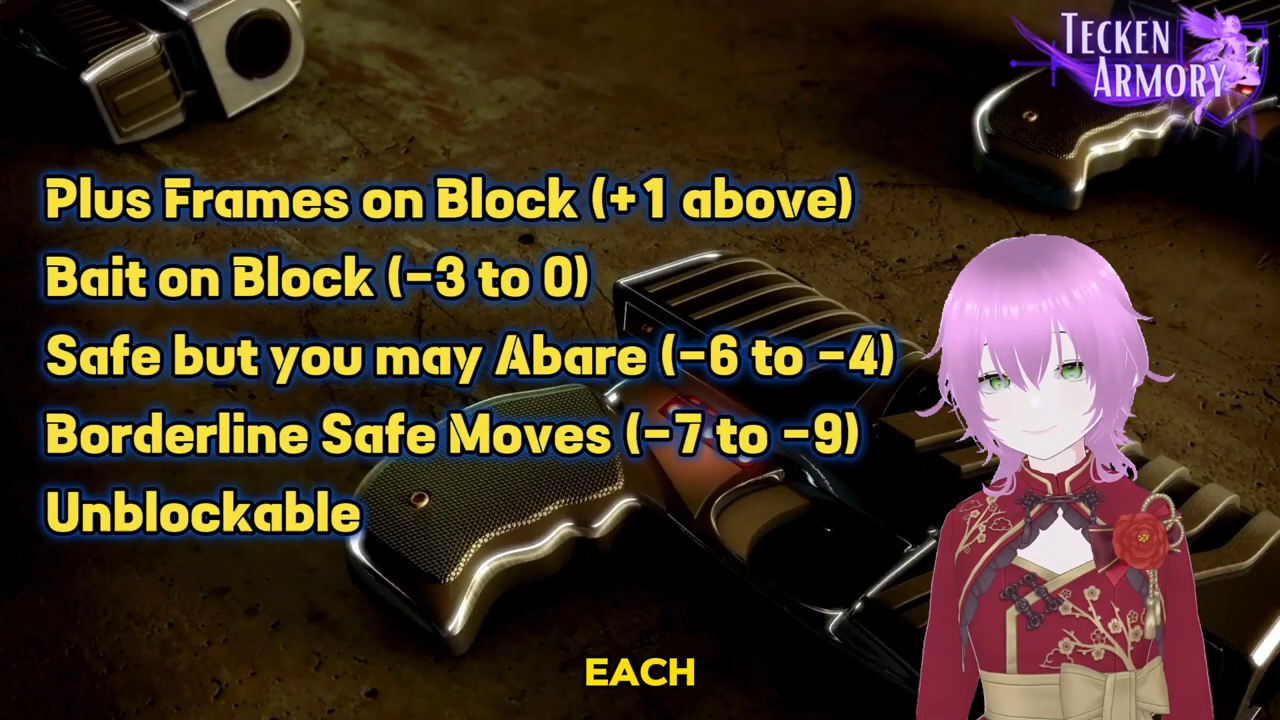 TECKEN
ARMORY
Plus Frames on Block (+1 above)
Bait on Block (-3 to 0)
Safe but you may Abare (-6 to -4)
Borderline Safe Moves (-7 to -9)
Unblockable
EACH